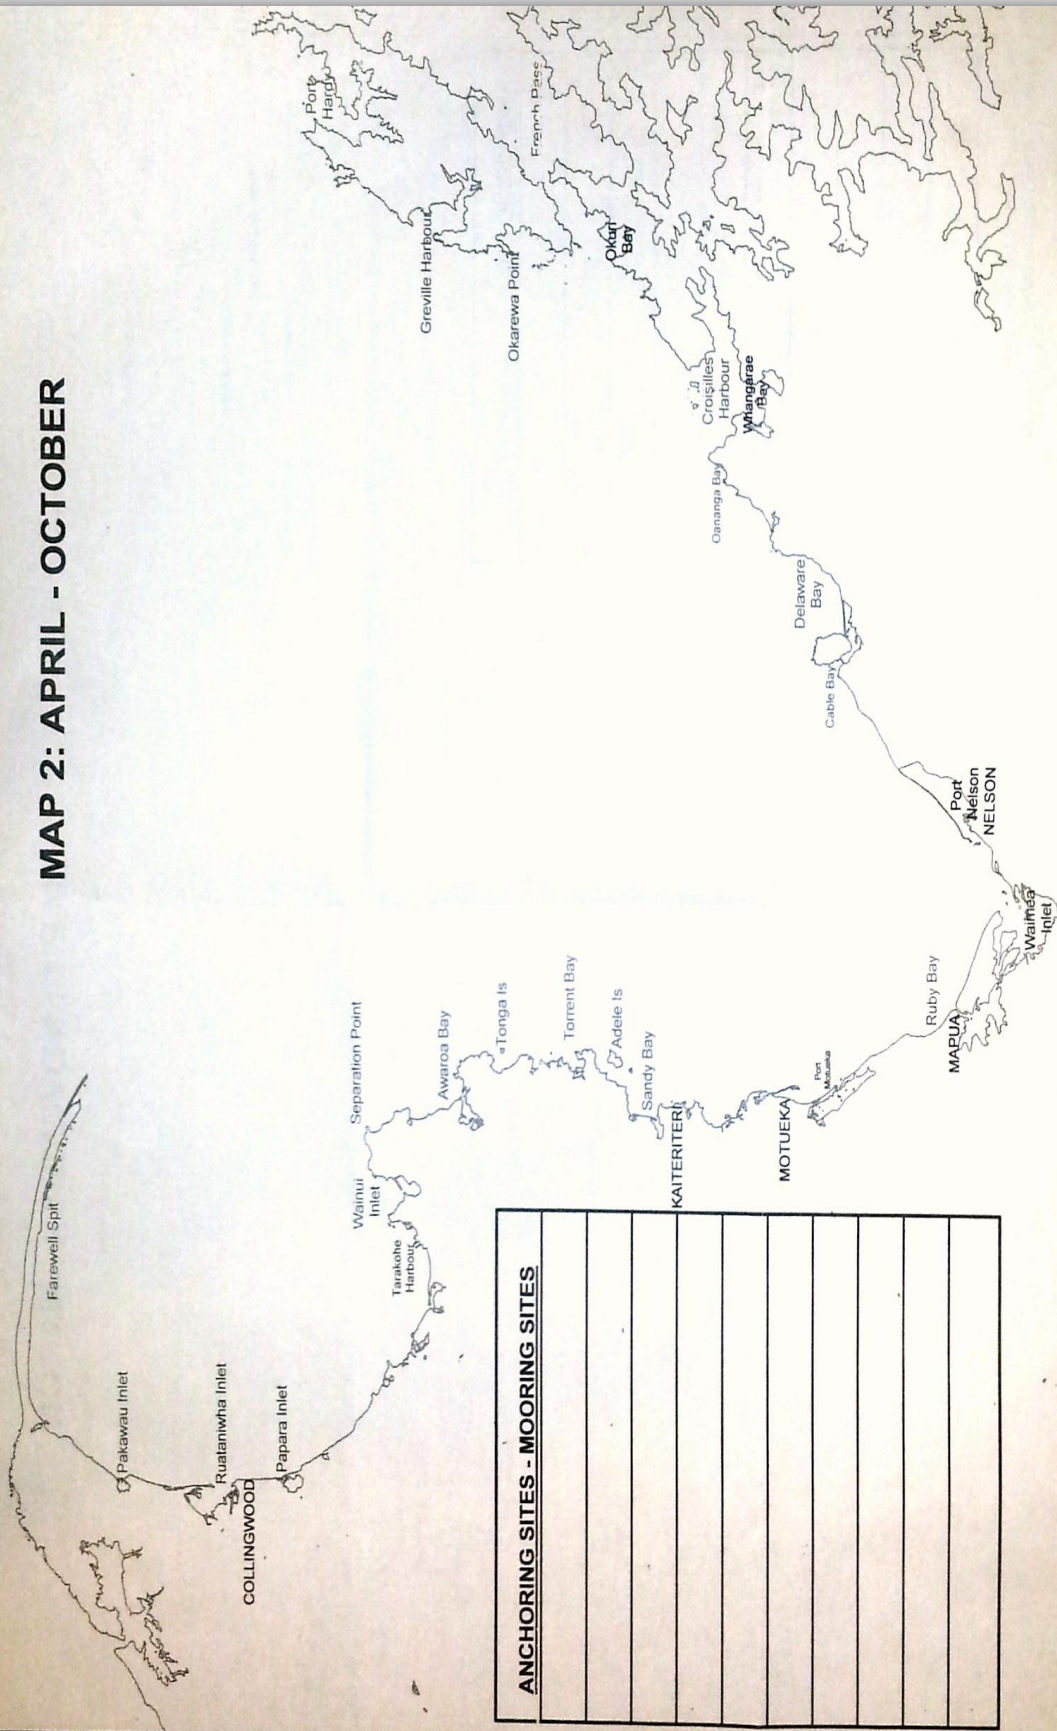 MAP 2: APRIL - OCTOBER
Farewell Spit
Pakawau Inlet
Ruataniwha Inlet
COLLINGWOOD
Papara Inlet
Tarakohe
Harbour
Wainui
Inlet
Separation Point
Awaroa Bay
Tonga Is
Torrent Bay
Adele Is
Sandy Bay
KAITERITERI
MOTUEKA
Port
Motueka
Ruby Bay
MAPUA
Waimea
Inlet
Port
Nelson
NELSON
Cable Bay
Delaware
Bay
Oananga Bay
Whangarae
Bay
Croisilles
Harbour
Okuri
Bay
French Pass
Okarewa Point
Greville Harbour
Port
Hardy
ANCHORING SITES - MOORING SITES